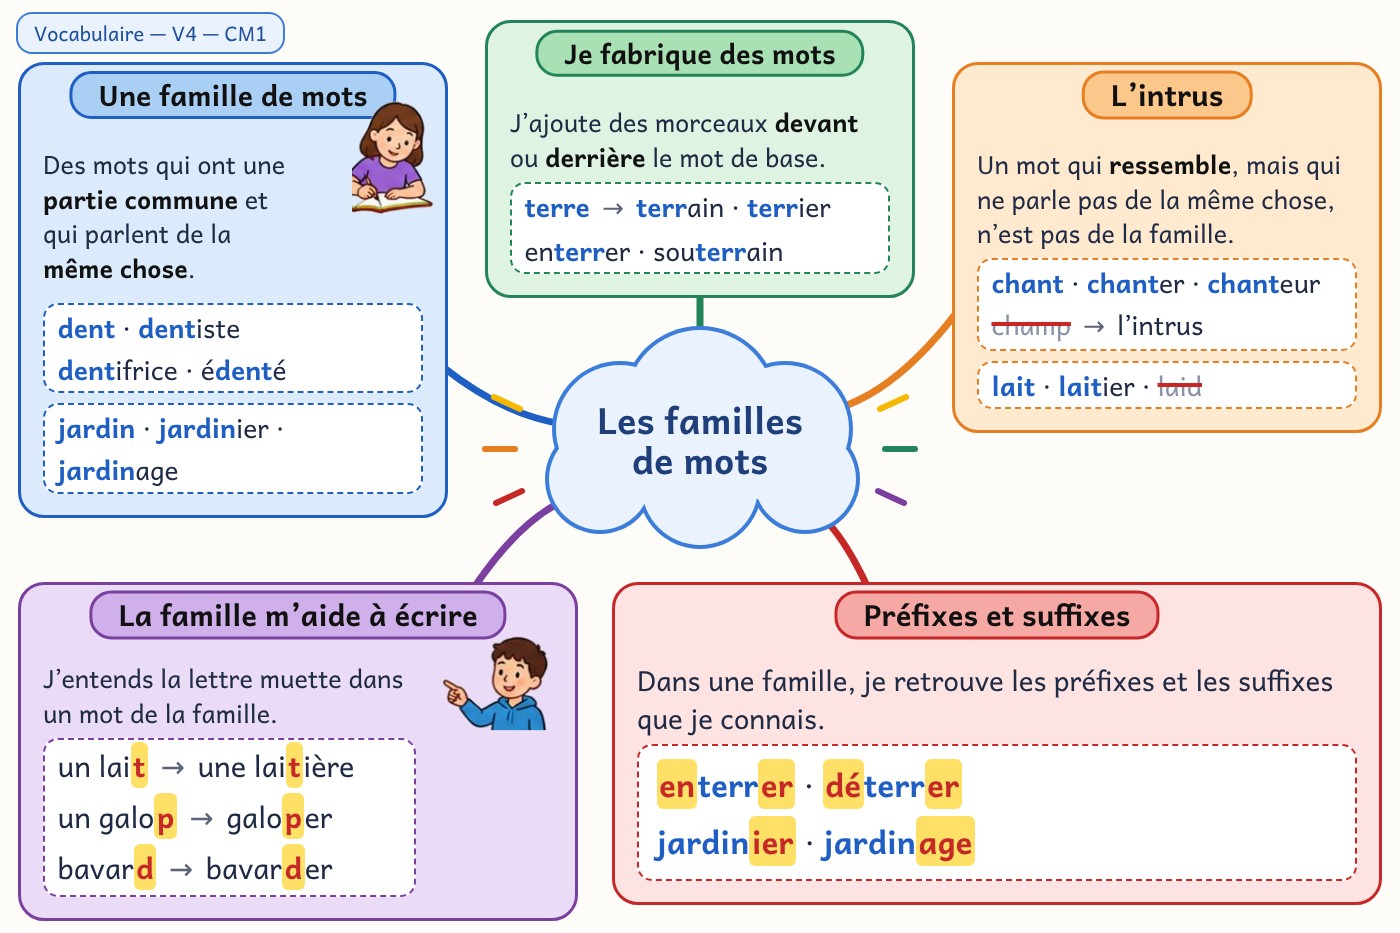 Vocabulaire — V4 — CM1
Une famille de mots
Des mots qui ont une
partie commune et
qui parlent de la
même chose.
dent · dentiste
dentifrice · édenté
jardin · jardinier ·
jardinage
Je fabrique des mots
J’ajoute des morceaux devant
ou derrière le mot de base.
terre → terrain · terrier
enterrer · souterrain
L’intrus
Un mot qui ressemble, mais qui
ne parle pas de la même chose,
n’est pas de la famille.
chant · chanter · chanteur
champ → l’intrus
lait · laitier · laid
Les familles
de mots
La famille m’aide à écrire
J’entends la lettre muette dans
un mot de la famille.
un lait → une laitière
un galop → galoper
bavard → bavarder
Préfixes et suffixes
Dans une famille, je retrouve les préfixes et les suffixes
que je connais.
enterrer · déterrer
jardinier · jardinage